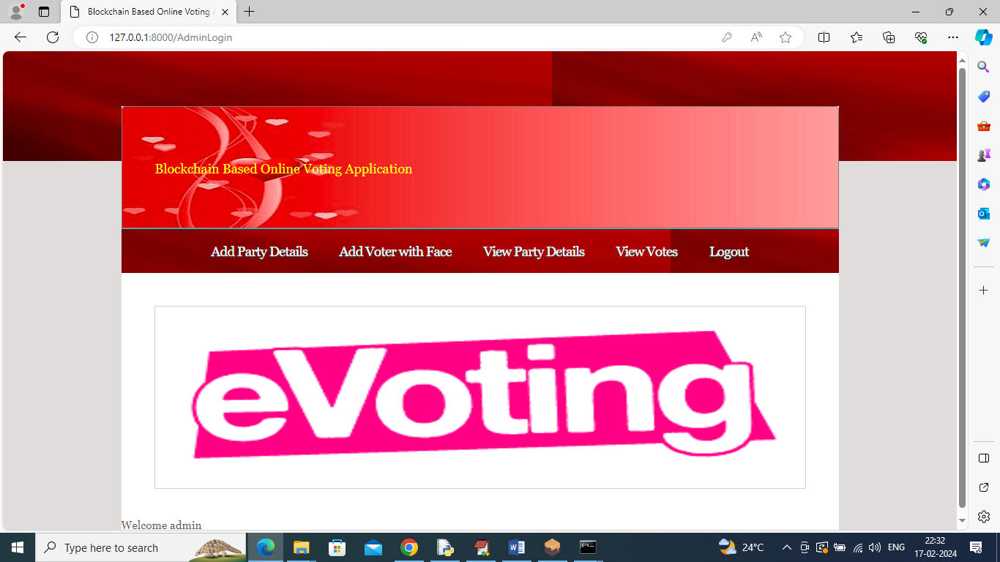 Blockchain Based Online Voting A
127.0.0.1:8000/AdminLogin
Blockchain Based Online Voting Application
Add Party Details Add Voter with Face View Party Details View Votes Logout
eVoting
Welcome admin
Type here to search
24°C
ENG
22:32
17-02-2024